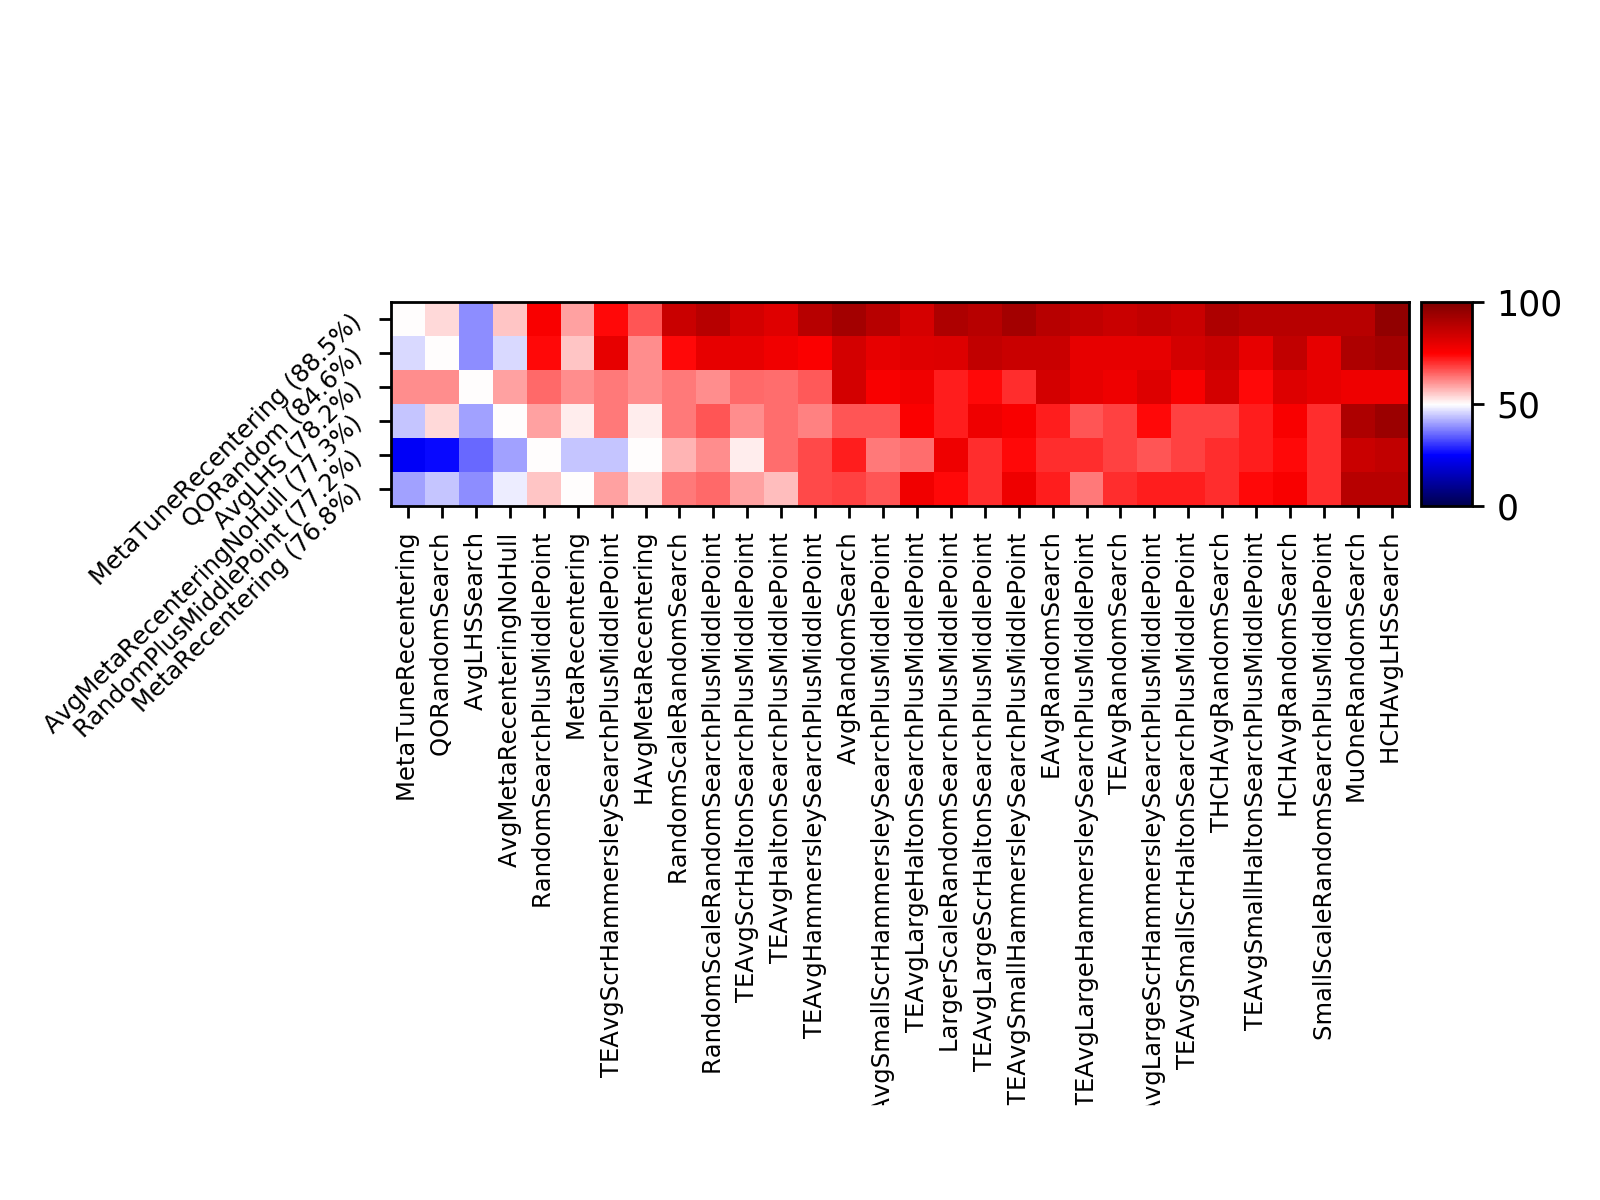 MetaTuneRecentering (88.5%)
QORandom (84.6%)
AvgLHS (78.2%)
AvgMetaRecenteringNoHull (77.3%)
RandomPlusMiddlePoint (77.2%)
MetaRecentering (76.8%)
100
50
0
MetaTuneRecentering
QORandomSearch
AvgLHSSearch
AvgMetaRecenteringNoHull
RandomSearchPlusMiddlePoint
MetaRecentering
TEAvgScrHammersleySearchPlusMiddlePoint
HAvgMetaRecentering
RandomScaleRandomSearch
RandomScaleRandomSearchPlusMiddlePoint
TEAvgScrHaltonSearchPlusMiddlePoint
TEAvgHaltonSearchPlusMiddlePoint
TEAvgHammersleySearchPlusMiddlePoint
AvgRandomSearch
AvgSmallScrHammersleySearchPlusMiddlePoint
TEAvgLargeHaltonSearchPlusMiddlePoint
LargerScaleRandomSearchPlusMiddlePoint
TEAvgLargeScrHaltonSearchPlusMiddlePoint
TEAvgSmallHammersleySearchPlusMiddlePoint
EAvgRandomSearch
TEAvgLargeHammersleySearchPlusMiddlePoint
TEAvgRandomSearch
AvgLargeScrHammersleySearchPlusMiddlePoint
TEAvgSmallScrHaltonSearchPlusMiddlePoint
THCHAvgRandomSearch
TEAvgSmallHaltonSearchPlusMiddlePoint
HCHAvgRandomSearch
SmallScaleRandomSearchPlusMiddlePoint
MuOneRandomSearch
HCHAvgLHSSearch